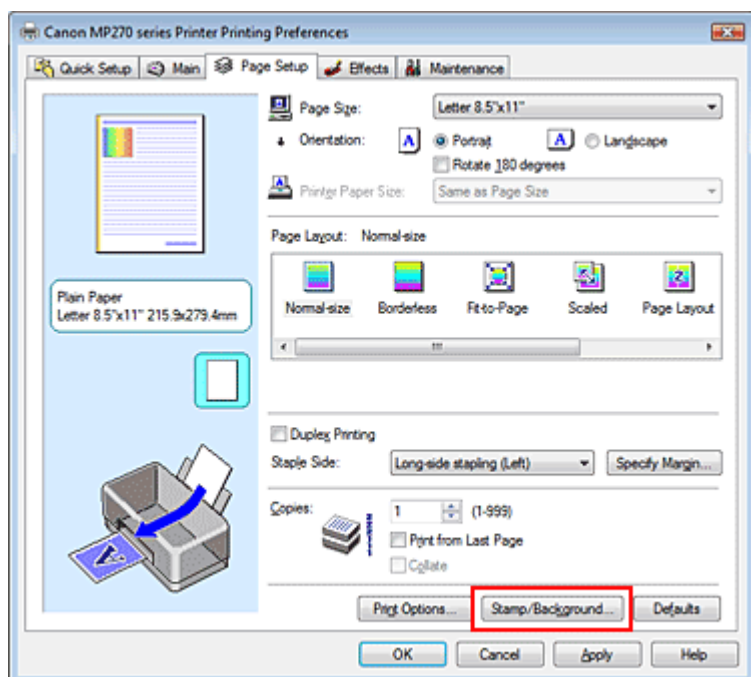 Canon MP270 series Printer Printing Preferences
Quick Setup Main Page Setup Effects Maintenance
Page Size: Letter 8.5"x11"
Orientation: A Portrait A Landscape
Rotate 180 degrees
Printer Paper Size: Same as Page Size
Page Layout: Normal-size
Normal-size Borderless Fit-to-Page Scaled Page Layout
Plain Paper
Letter 8.5"x11" 215.9x279.4mm
Duplex Printing
Staple Side: Long-side stapling (Left) Specify Margin...
Copies: 1 (1-999)
Print from Last Page
Collate
Print Options... Stamp/Background... Defaults
OK Cancel Apply Help